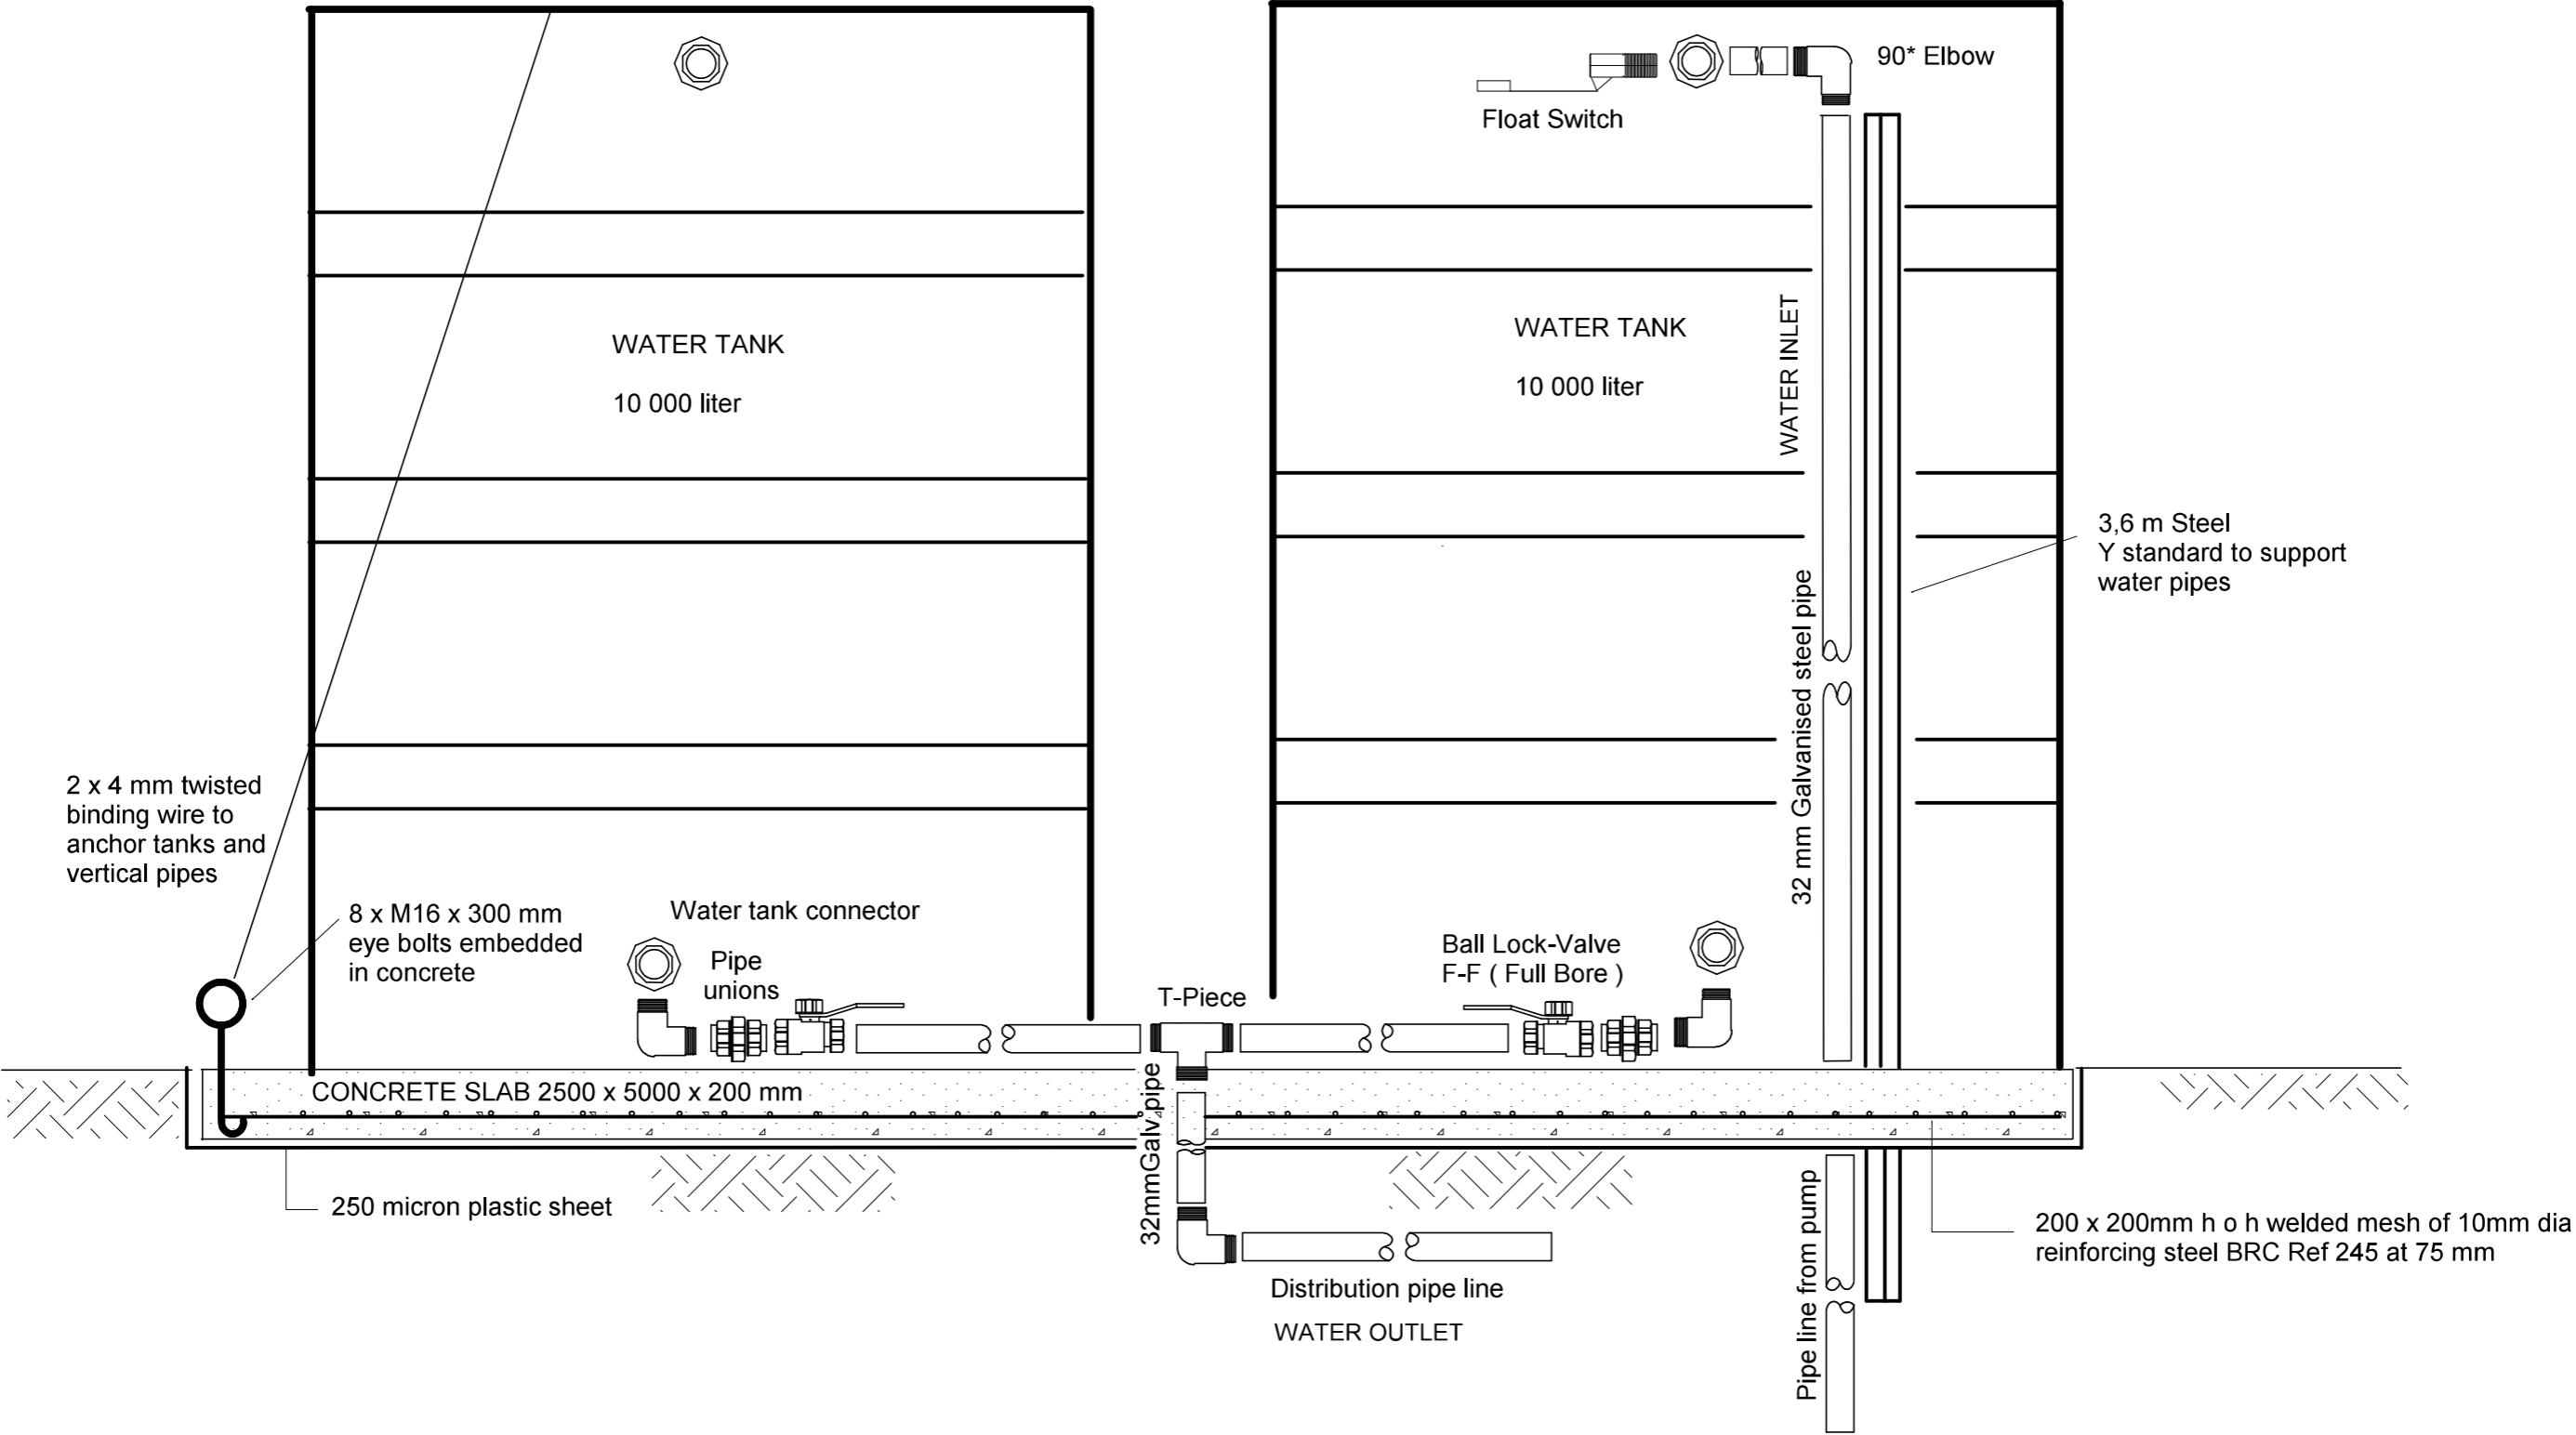 90* Elbow
Float Switch
WATER TANK
10 000 liter
WATER TANK
10 000 liter
WATER INLET
32 mm Galvanised steel pipe
3,6 m Steel
Y standard to support
water pipes
2 x 4 mm twisted
binding wire to
anchor tanks and
vertical pipes
8 x M16 x 300 mm
eye bolts embedded
in concrete
Water tank connector
Pipe
unions
T-Piece
Ball Lock-Valve
F-F ( Full Bore )
CONCRETE SLAB 2500 x 5000 x 200 mm
32mmGalv pipe
250 micron plastic sheet
Distribution pipe line
WATER OUTLET
Pipe line from pump
200 x 200mm h o h welded mesh of 10mm dia
reinforcing steel BRC Ref 245 at 75 mm